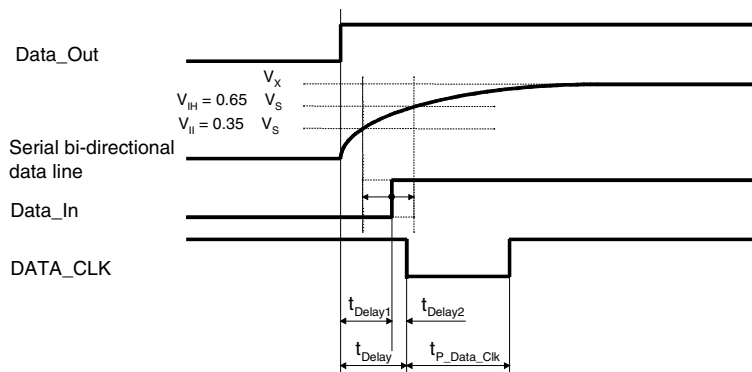 Data_Out
V_X
V_IH = 0.65 V_S
V_Il = 0.35 V_S
Serial bi-directional
data line
Data_In
DATA_CLK
t_Delay1 t_Delay2
t_Delay t_P_Data_Clk